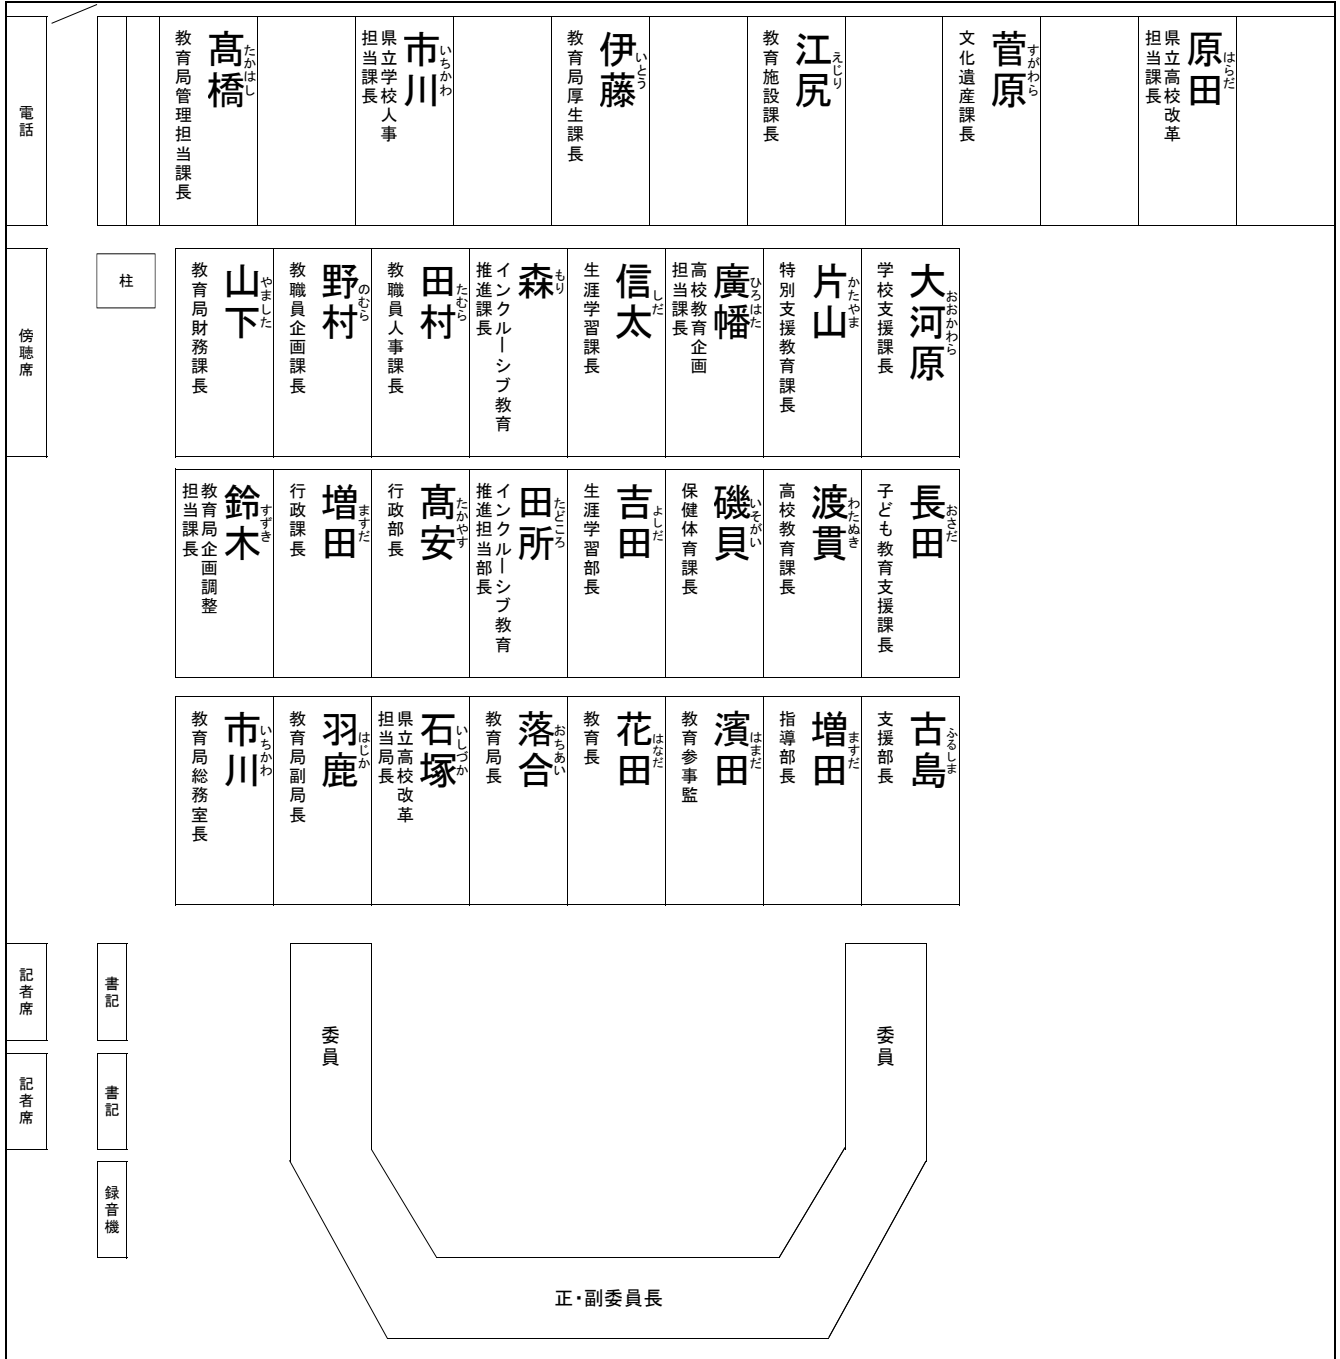 電話
髙橋
たかはし
教育局管理担当課長
市川
いちかわ
県立学校人事
担当課長
伊藤
いとう
教育局厚生課長
江尻
えじり
教育施設課長
菅原
すがわら
文化遺産課長
原田
はらだ
県立高校改革
担当課長
傍聴席
柱
山下
やました
教育局財務課長
野村
のむら
教職員企画課長
田村
たむら
教職員人事課長
森
もり
インクルーシブ教育
推進課長
信太
しだ
生涯学習課長
廣幡
ひろはた
高校教育企画
担当課長
片山
かたやま
特別支援教育課長
大河原
おおかわら
学校支援課長
鈴木
すずき
教育局企画調整
担当課長
増田
ますだ
行政課長
髙安
たかやす
行政部長
田所
たどころ
インクルーシブ教育
推進担当部長
吉田
よしだ
生涯学習部長
磯貝
いそがい
保健体育課長
渡貫
わたぬき
高校教育課長
長田
おさだ
子ども教育支援課長
市川
いちかわ
教育局総務室長
羽鹿
はじか
教育局副局長
石塚
いしづか
県立高校改革
担当局長
落合
おちあい
教育局長
花田
はなだ
教育長
濱田
はまだ
教育参事監
増田
ますだ
指導部長
古島
ふるしま
支援部長
記者席
書記
委員
委員
記者席
書記
録音機
正・副委員長